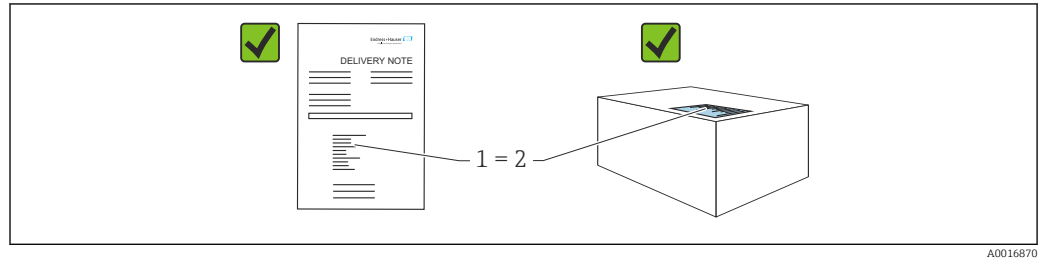 Endress+Hauser
DELIVERY NOTE
1 = 2
A0016870